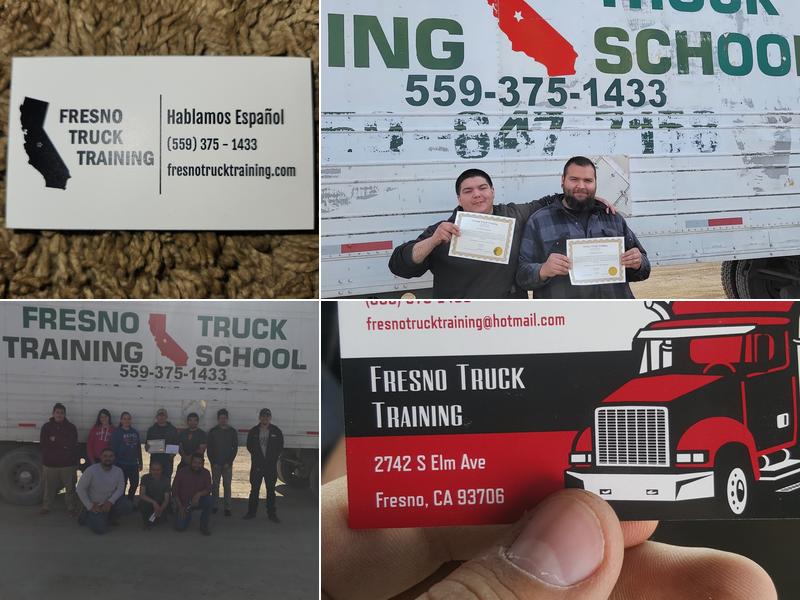 FRESNO
TRUCK
TRAINING
Hablamos Español
(559) 375 - 1433
fresnotrucktraining.com
TRUCK
ING
SCHOOL
559-375-1433
FRESNO
TRUCK
TRAINING
SCHOOL
559-375-1433
fresnotrucktraining@hotmail.com
FRESNO TRUCK
TRAINING
2742 S Elm Ave
Fresno, CA 93706